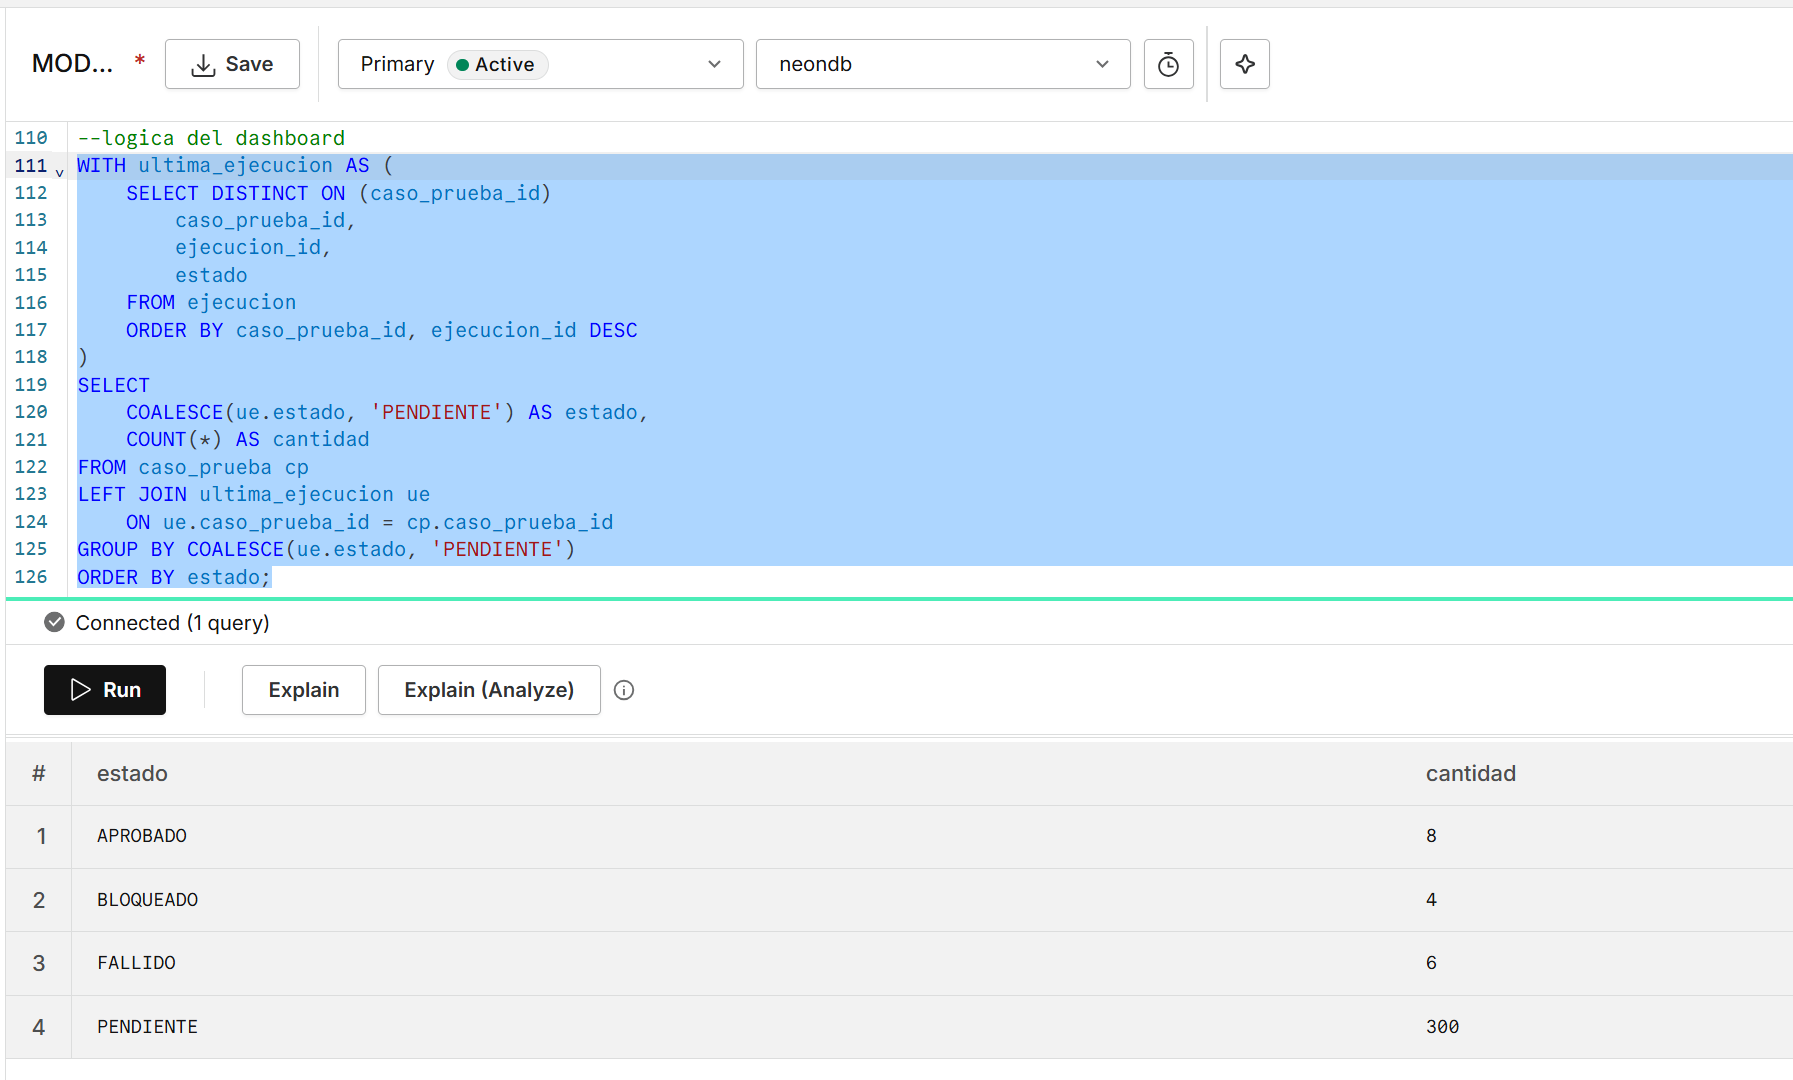 MOD... * Save Primary Active neondb
110 --logica del dashboard
111 WITH ultima_ejecucion AS (
112     SELECT DISTINCT ON (caso_prueba_id)
113         caso_prueba_id,
114         ejecucion_id,
115         estado
116     FROM ejecucion
117     ORDER BY caso_prueba_id, ejecucion_id DESC
118 )
119 SELECT
120     COALESCE(ue.estado, 'PENDIENTE') AS estado,
121     COUNT(*) AS cantidad
122 FROM caso_prueba cp
123 LEFT JOIN ultima_ejecucion ue
124     ON ue.caso_prueba_id = cp.caso_prueba_id
125 GROUP BY COALESCE(ue.estado, 'PENDIENTE')
126 ORDER BY estado;
Connected (1 query)
Run Explain Explain (Analyze)
# estado cantidad
1 APROBADO 8
2 BLOQUEADO 4
3 FALLIDO 6
4 PENDIENTE 300